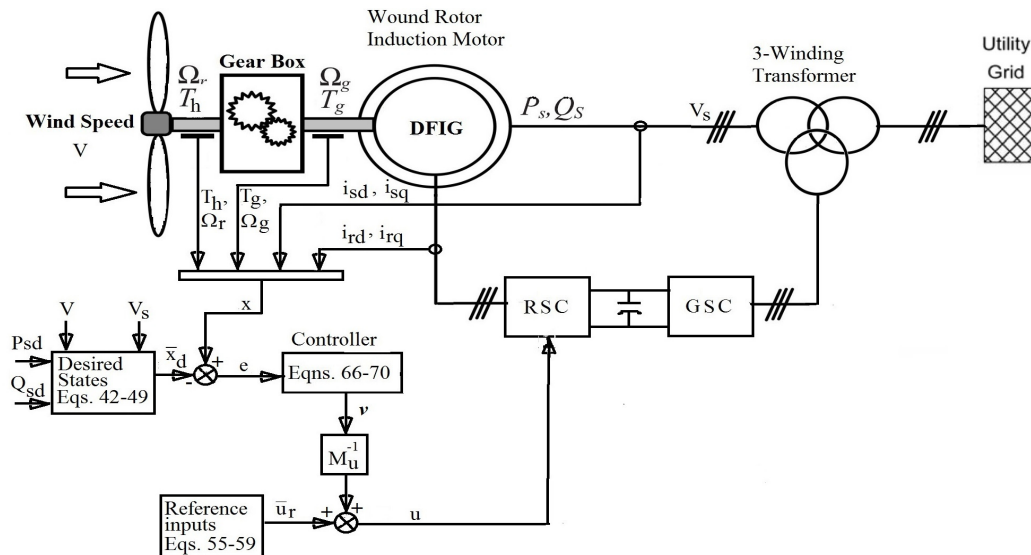 Wound Rotor
Induction Motor
Gear Box
Ωr
Th
Ωg
Tg
Wind Speed
V
DFIG
Ps,QS
Vs
3-Winding
Transformer
Utility
Grid
Th,
Ωr
Tg,
Ωg
isd, isq
ird, irq
x
RSC
GSC
V
Vs
Psd
Qsd
Desired
States
Eqs. 42-49
x̄d
+
-
e
Controller
Eqns. 66-70
v
Mu-1
Reference
inputs
Eqs. 55-59
ūr
+
+
u